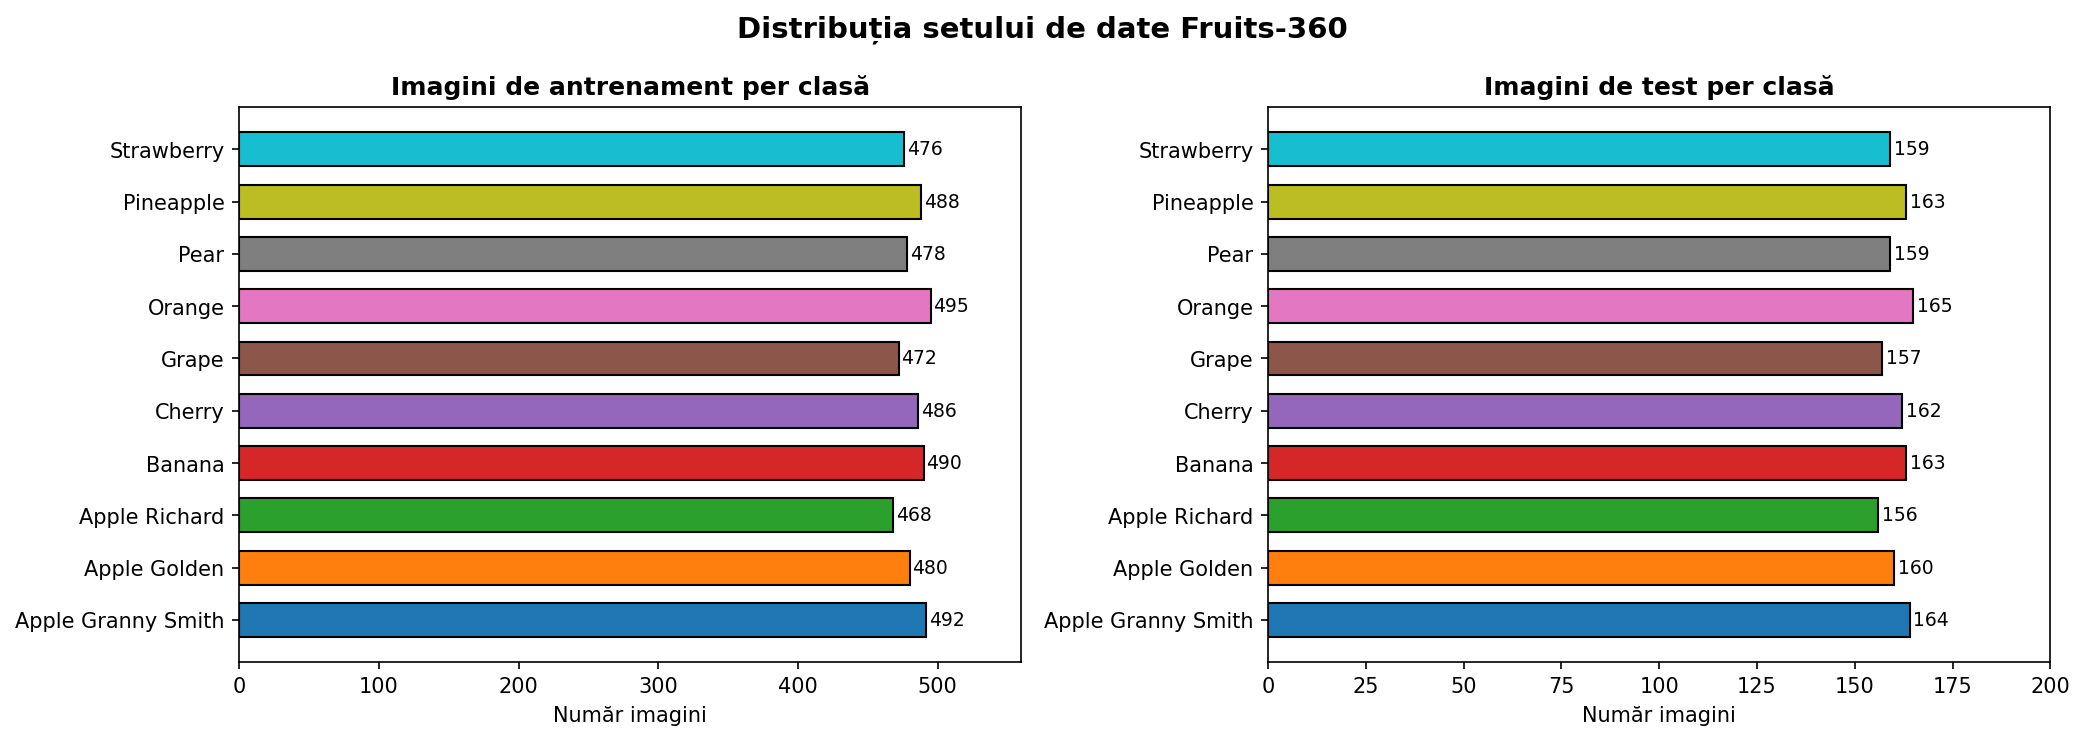 Distribuția setului de date Fruits-360
Imagini de antrenament per clasă
Strawberry 476
Pineapple 488
Pear 478
Orange 495
Grape 472
Cherry 486
Banana 490
Apple Richard 468
Apple Golden 480
Apple Granny Smith 492
0 100 200 300 400 500
Număr imagini
Imagini de test per clasă
Strawberry 159
Pineapple 163
Pear 159
Orange 165
Grape 157
Cherry 162
Banana 163
Apple Richard 156
Apple Golden 160
Apple Granny Smith 164
0 25 50 75 100 125 150 175 200
Număr imagini